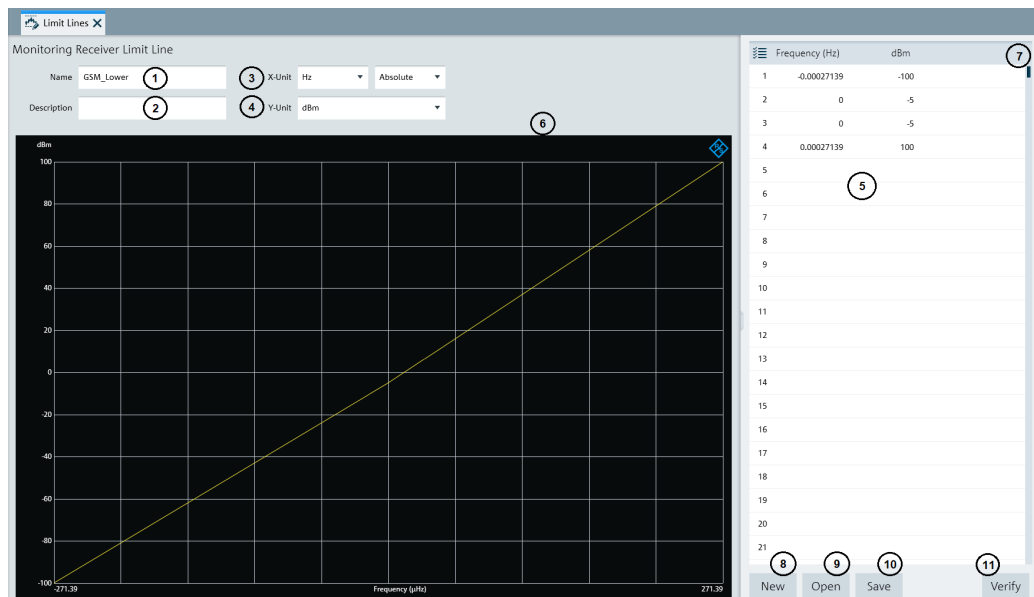 Limit Lines
Monitoring Receiver Limit Line
Name GSM_Lower 1 3 X-Unit Hz Absolute
Description 2 4 Y-Unit dBm
6
dBm
100
80
60
40
20
0
-20
-40
-60
-80
-100
-271.39 Frequency (µHz) 271.39
Frequency (Hz) dBm 7
1 -0.00027139 -100
2 0 -5
3 0 -5
4 0.00027139 100
5
5
6
7
8
9
10
11
12
13
14
15
16
17
18
19
20
21
8 9 10 11
New Open Save Verify